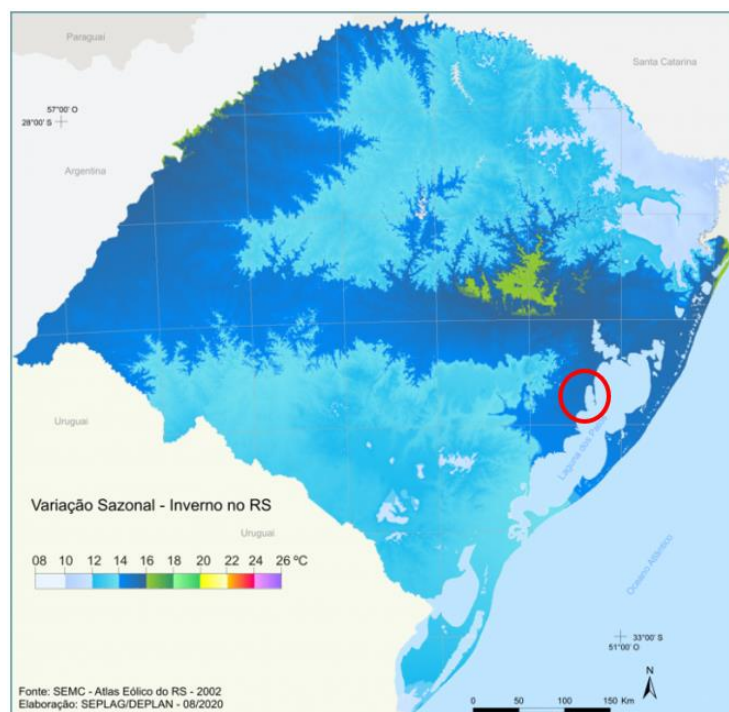 Paraguai
Santa Catarina
57°00' O
28°00' S
Argentina
Uruguai
Laguna dos Patos
Variação Sazonal - Inverno no RS
Uruguai
08 10 12 14 16 18 20 22 24 26 ºC
Oceano Atlântico
33°00' S
51°00' O
N
Fonte: SEMC - Atlas Eólico do RS - 2002
Elaboração: SEPLAG/DEPLAN - 08/2020
0 50 100 150 Km